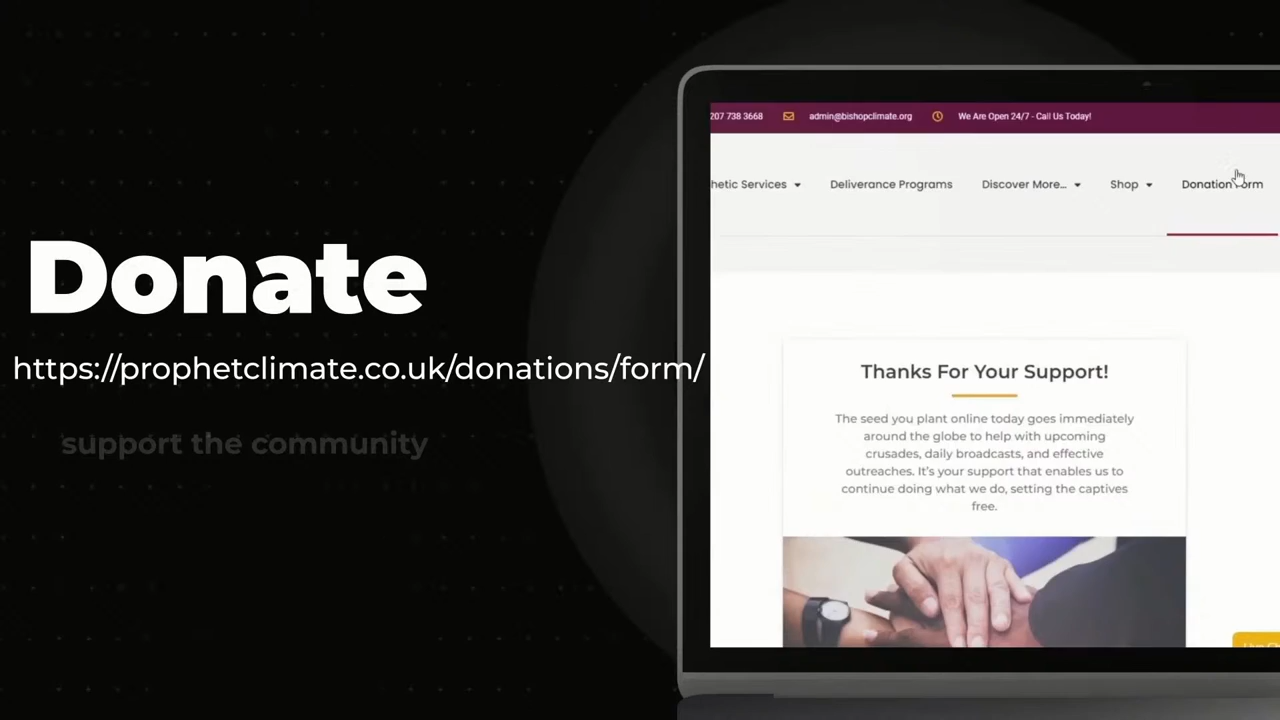 Donate
https://prophetclimate.co.uk/donations/form/
support the community
207 738 3668 admin@bishopclimate.org We Are Open 24/7 - Call Us Today!
hetic Services Deliverance Programs Discover More... Shop Donation Form
Thanks For Your Support!
The seed you plant online today goes immediately
around the globe to help with upcoming
crusades, daily broadcasts, and effective
outreaches. It's your support that enables us to
continue doing what we do, setting the captives
free.